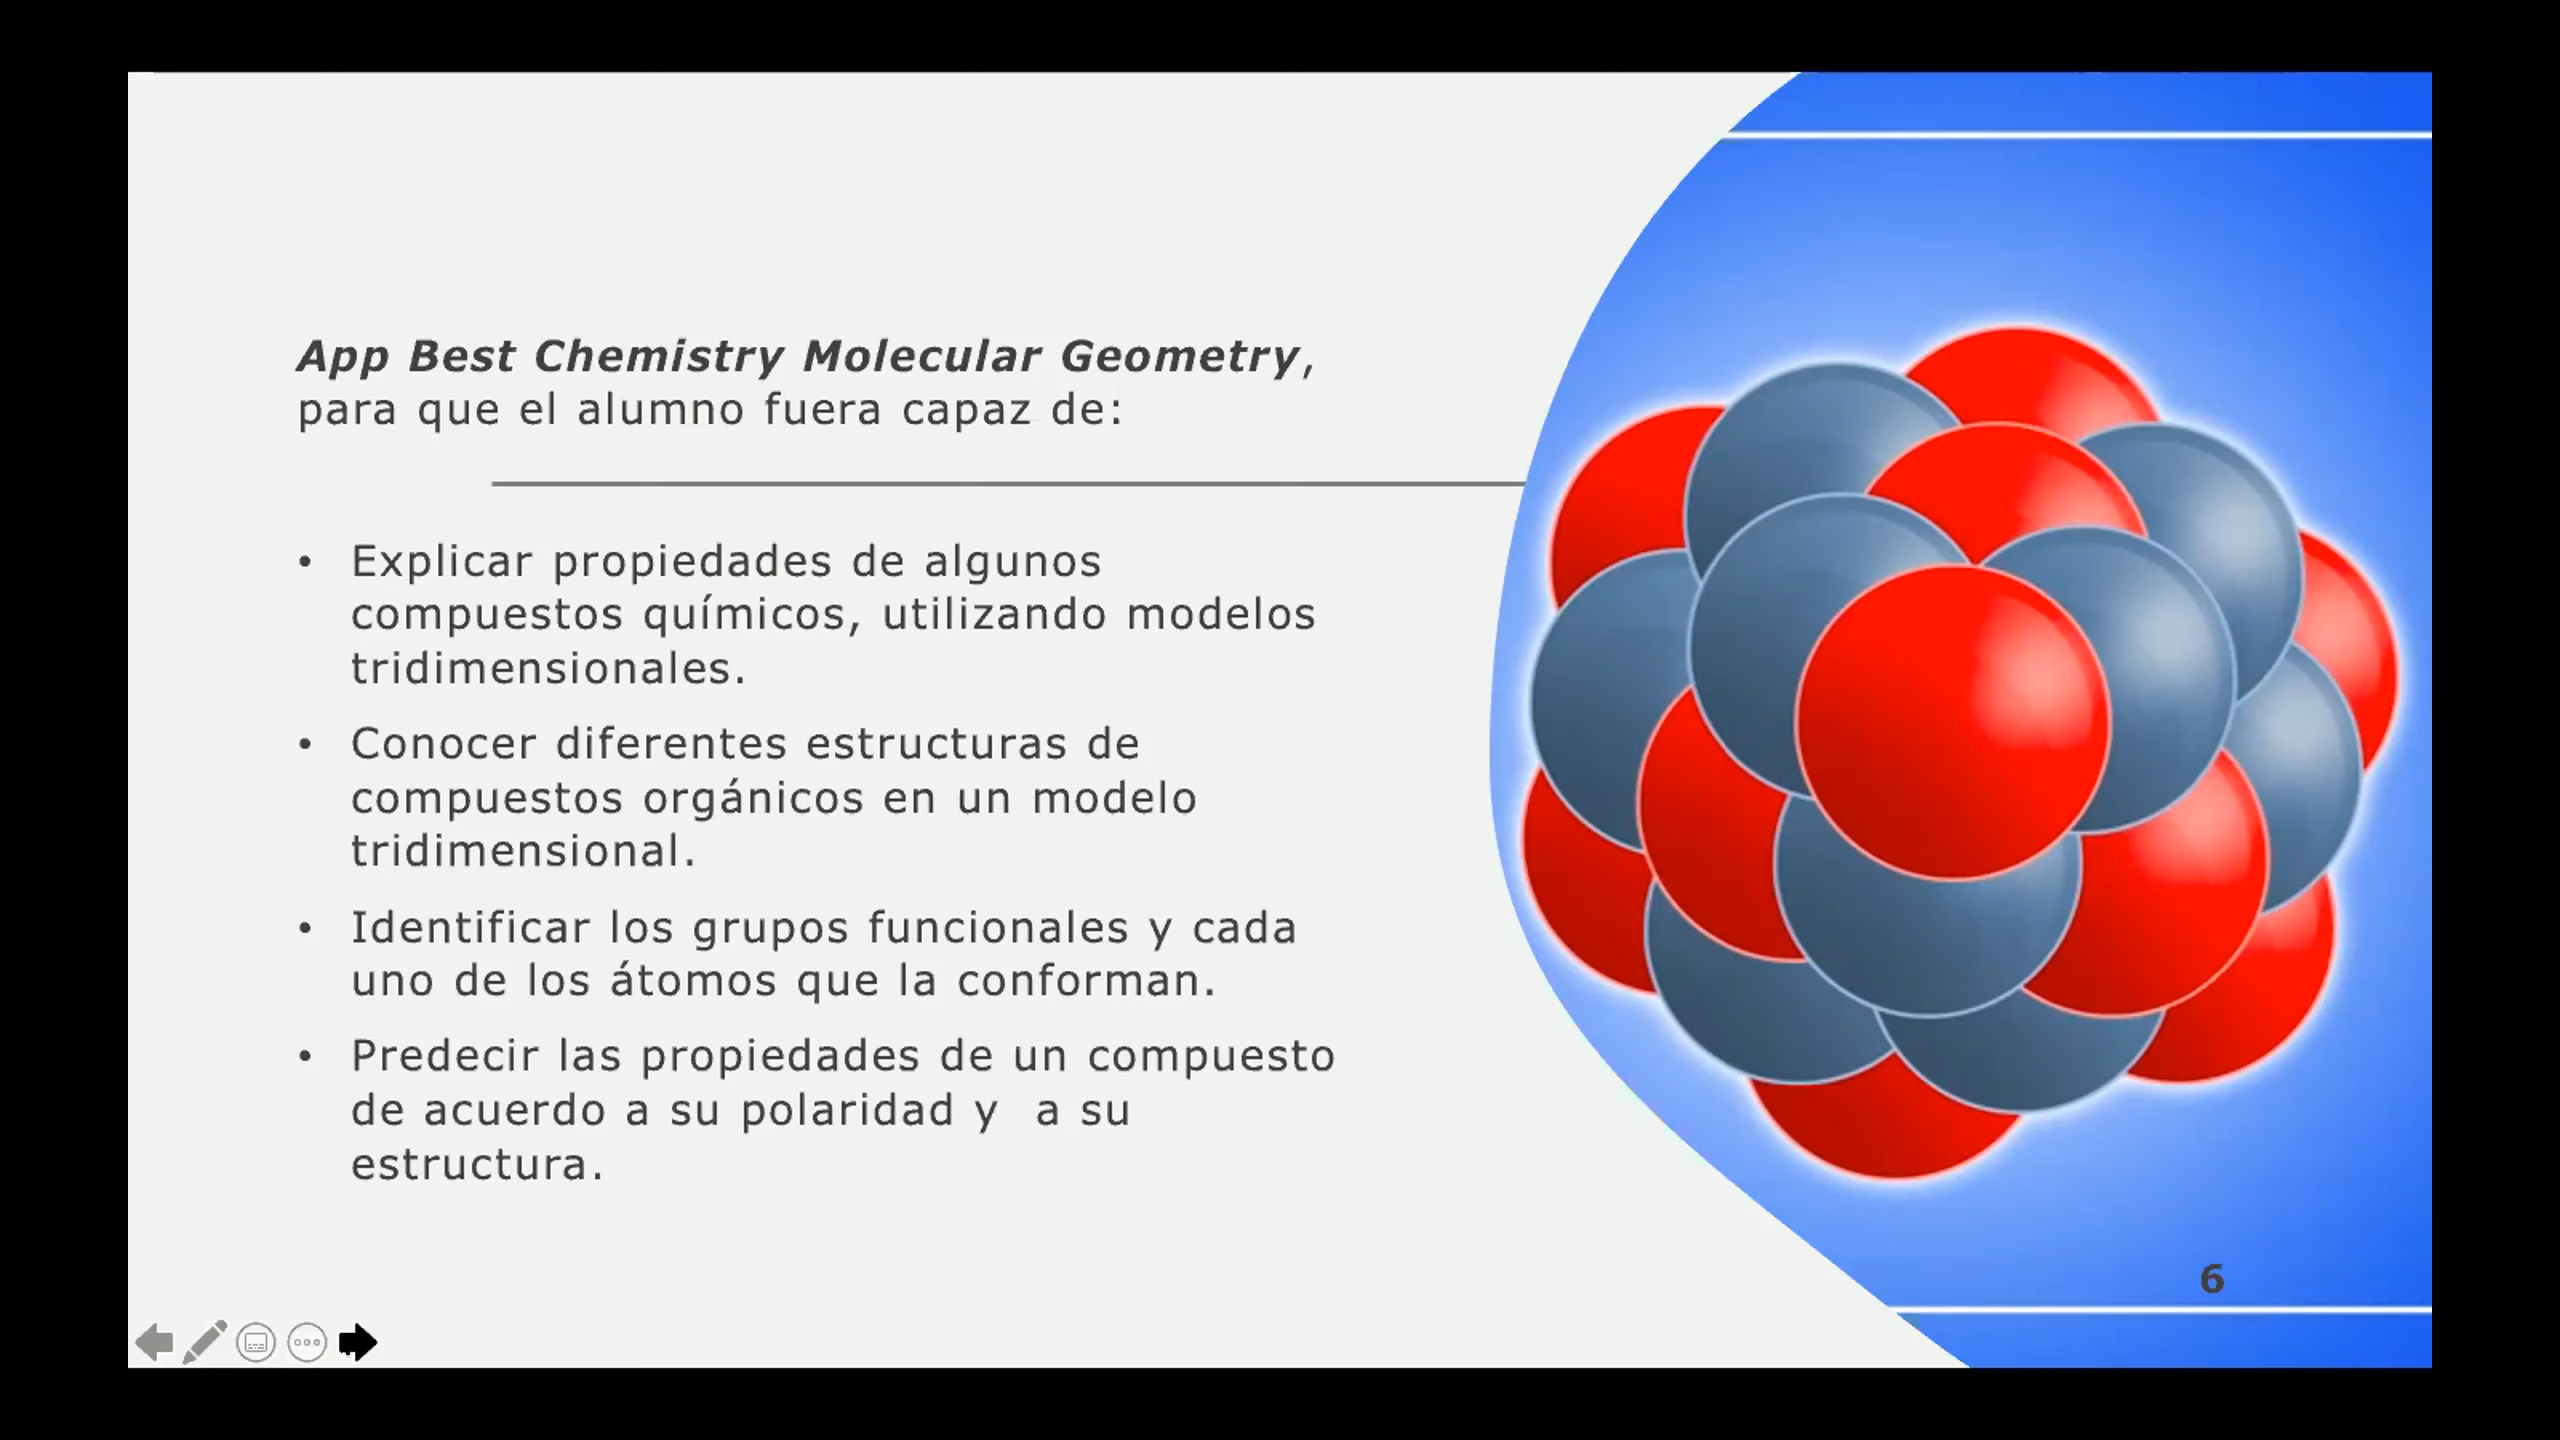 App Best Chemistry Molecular Geometry,
para que el alumno fuera capaz de:
• Explicar propiedades de algunos
compuestos químicos, utilizando modelos
tridimensionales.
• Conocer diferentes estructuras de
compuestos orgánicos en un modelo
tridimensional.
• Identificar los grupos funcionales y cada
uno de los átomos que la conforman.
• Predecir las propiedades de un compuesto
de acuerdo a su polaridad y  a su
estructura.
6